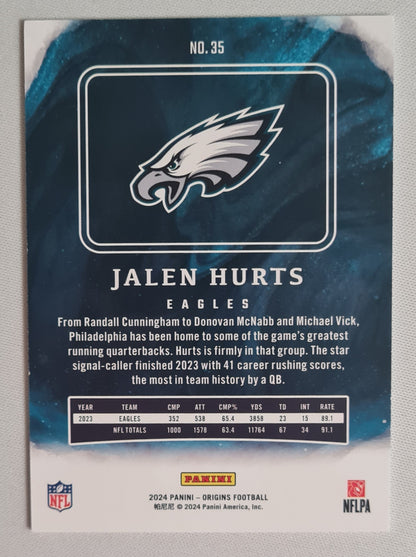 NO. 35
JALEN HURTS
EAGLES
From Randall Cunningham to Donovan McNabb and Michael Vick,
Philadelphia has been home to some of the game's greatest
running quarterbacks. Hurts is firmly in that group. The star
signal-caller finished 2023 with 41 career rushing scores,
the most in team history by a QB.
YEAR TEAM CMP ATT CMP% YDS TD INT RATE
2023 EAGLES 352 538 65.4 3858 23 15 89.1
NFL TOTALS 1000 1578 63.4 11764 67 34 91.1
PANINI
2024 PANINI – ORIGINS FOOTBALL
帕尼尼 © 2024 Panini America, Inc.
NFL
NFLPA